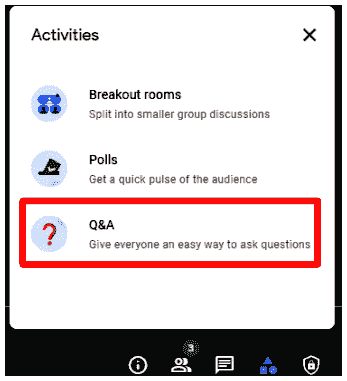 Activities
Breakout rooms
Split into smaller group discussions
Polls
Get a quick pulse of the audience
Q&A
Give everyone an easy way to ask questions
3